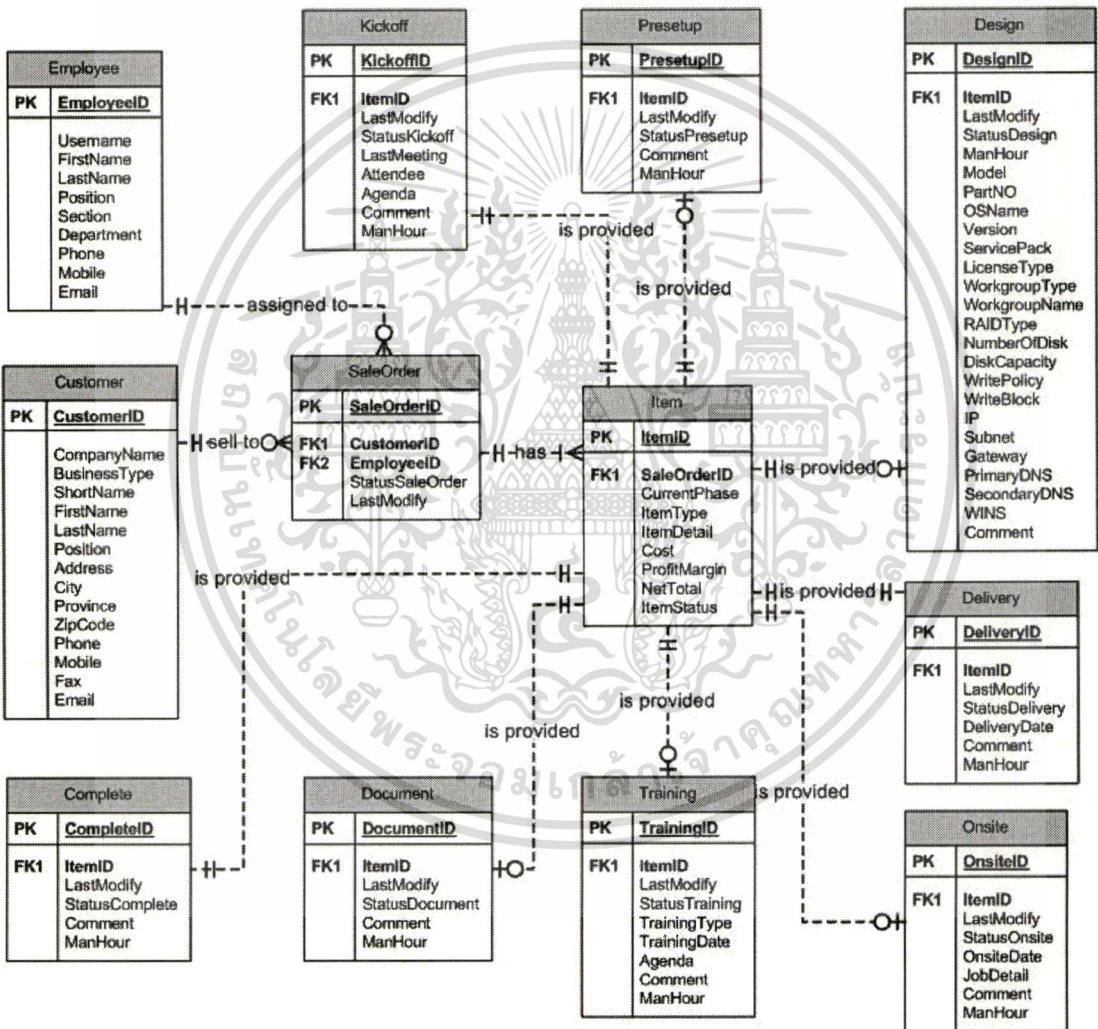 Kickoff
PK KickoffID
FK1 ItemID
LastModify
StatusKickoff
LastMeeting
Attendee
Agenda
Comment
ManHour
Presetup
PK PresetupID
FK1 ItemID
LastModify
StatusPresetup
Comment
ManHour
Design
PK DesignID
FK1 ItemID
LastModify
StatusDesign
ManHour
Model
PartNO
OSName
Version
ServicePack
LicenseType
WorkgroupType
WorkgroupName
RAIDType
NumberOfDisk
DiskCapacity
WritePolicy
WriteBlock
IP
Subnet
Gateway
PrimaryDNS
SecondaryDNS
WINS
Comment
Employee
PK EmployeeID
Username
FirstName
LastName
Position
Section
Department
Phone
Mobile
Email
is provided
is provided
assigned to
Customer
PK CustomerID
CompanyName
BusinessType
ShortName
FirstName
LastName
Position
Address
City
Province
ZipCode
Phone
Mobile
Fax
Email
sell to
SaleOrder
PK SaleOrderID
FK1 CustomerID
FK2 EmployeeID
StatusSaleOrder
LastModify
has
Item
PK ItemID
FK1 SaleOrderID
CurrentPhase
ItemType
ItemDetail
Cost
ProfitMargin
NetTotal
ItemStatus
is provided
is provided
is provided
Delivery
PK DeliveryID
FK1 ItemID
LastModify
StatusDelivery
DeliveryDate
Comment
ManHour
is provided
is provided
is provided
Complete
PK CompleteID
FK1 ItemID
LastModify
StatusComplete
Comment
ManHour
Document
PK DocumentID
FK1 ItemID
LastModify
StatusDocument
Comment
ManHour
Training
PK TrainingID
FK1 ItemID
LastModify
StatusTraining
TrainingType
TrainingDate
Agenda
Comment
ManHour
Onsite
PK OnsiteID
FK1 ItemID
LastModify
StatusOnsite
OnsiteDate
JobDetail
Comment
ManHour